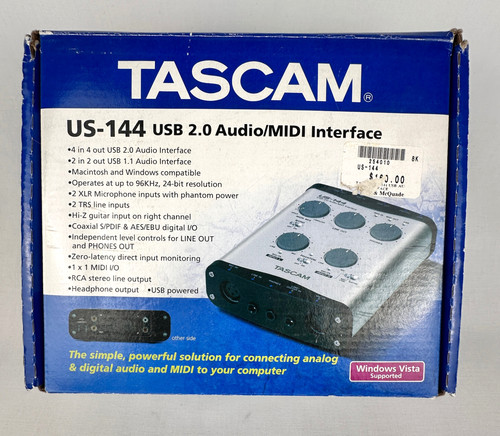 TASCAM®
US-144 USB 2.0 Audio/MIDI Interface
•4 in 4 out USB 2.0 Audio Interface
•2 in 2 out USB 1.1 Audio Interface
•Macintosh and Windows compatible
•Operates at up to 96KHz, 24-bit resolution
•2 XLR Microphone inputs with phantom power
•2 TRS line inputs
•Hi-Z guitar input on right channel
•Coaxial S/PDIF & AES/EBU digital I/O
•Independent level controls for LINE OUT
and PHONES OUT
•Zero-latency direct input monitoring
•1 x 1 MIDI I/O
•RCA stereo line output
•Headphone output •USB powered
254010 BK
US-144
& McQuade
US-144
TASCAM
other side
The simple, powerful solution for connecting analog
& digital audio and MIDI to your computer
Windows Vista
Supported